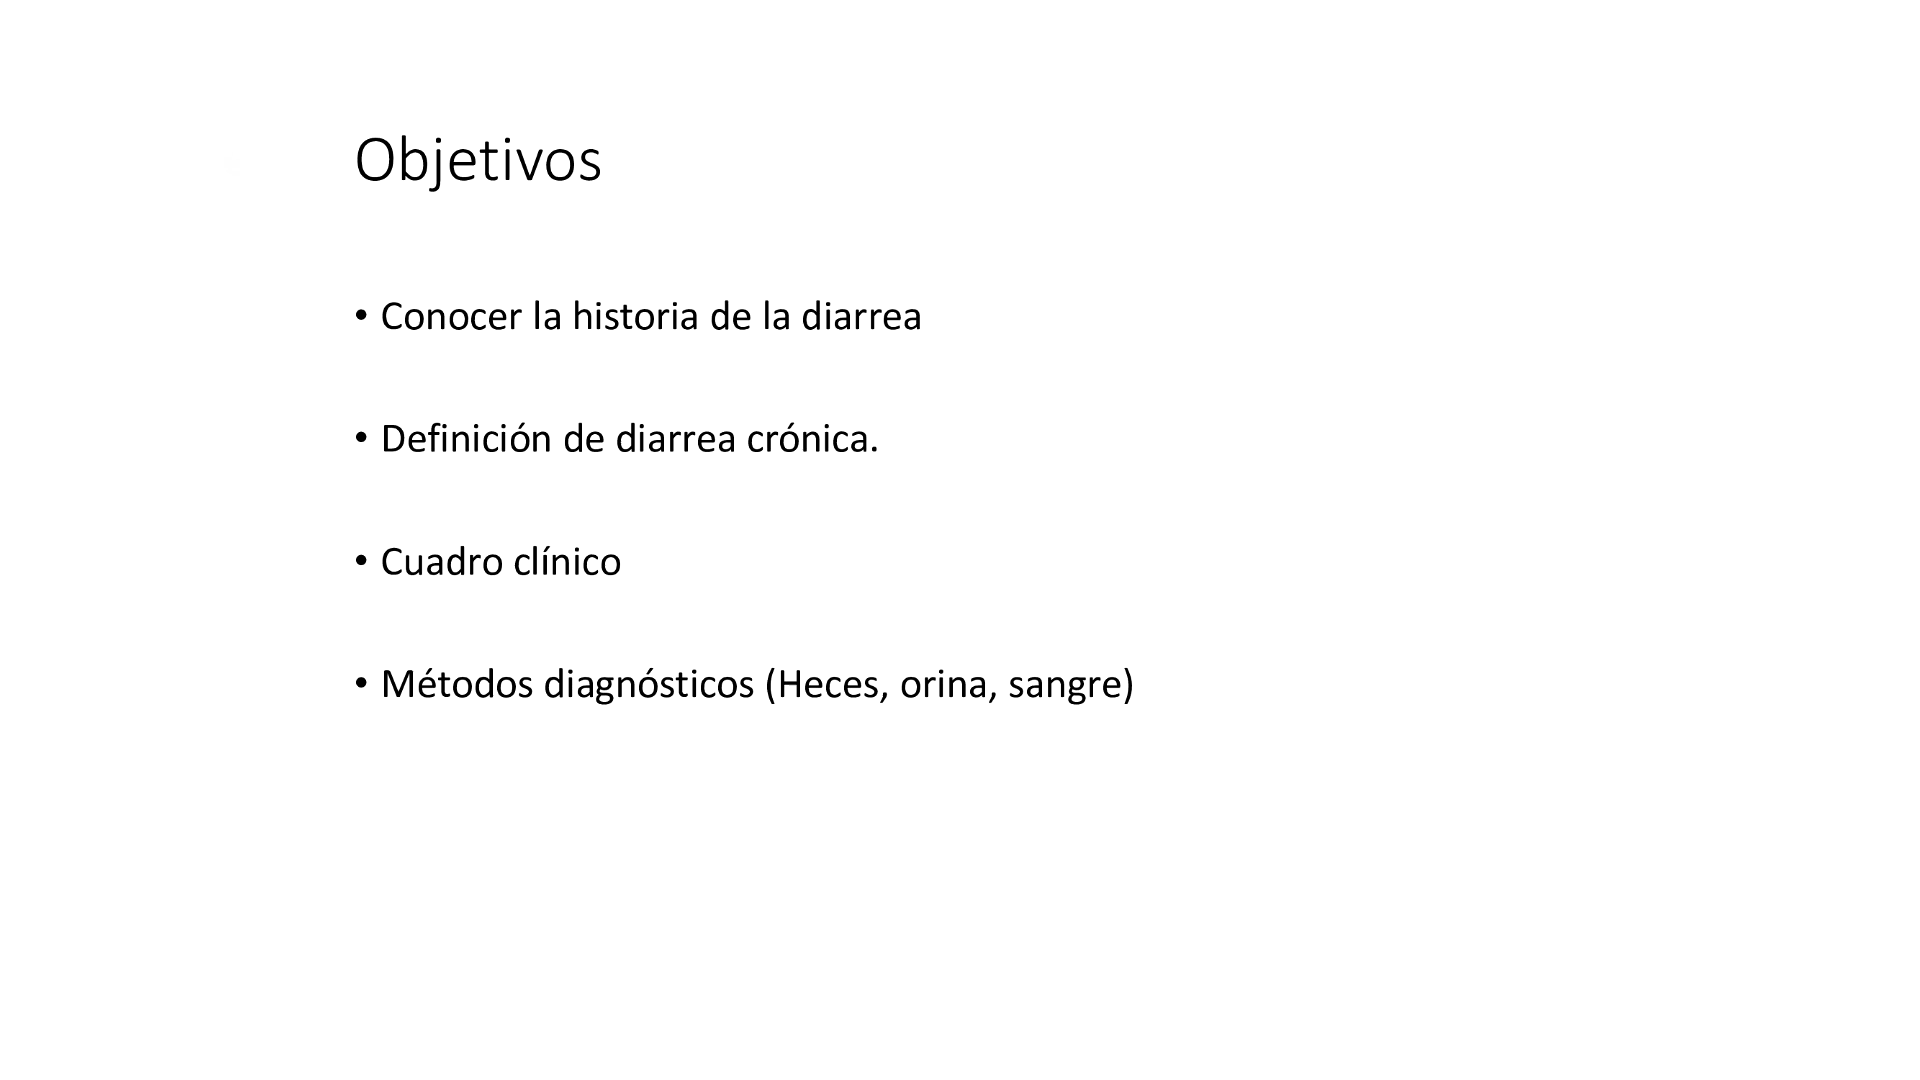 Objetivos
• Conocer la historia de la diarrea
• Definición de diarrea crónica.
• Cuadro clínico
• Métodos diagnósticos (Heces, orina, sangre)